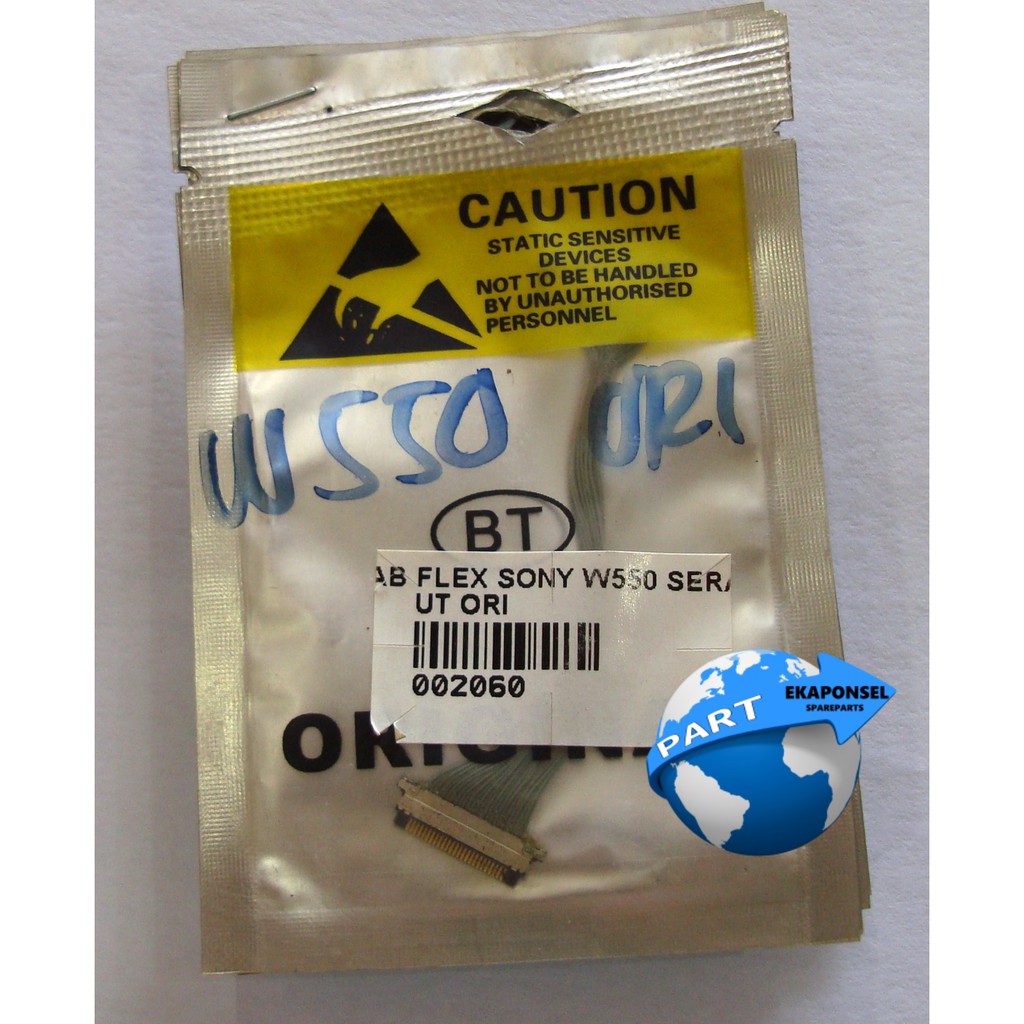 CAUTION
STATIC SENSITIVE
DEVICES
NOT TO BE HANDLED
BY UNAUTHORISED
PERSONNEL
W550 ORI
BT
AB FLEX SONY W550 SERA
UT ORI
002060
PART
EKAPONSEL
SPAREPARTS